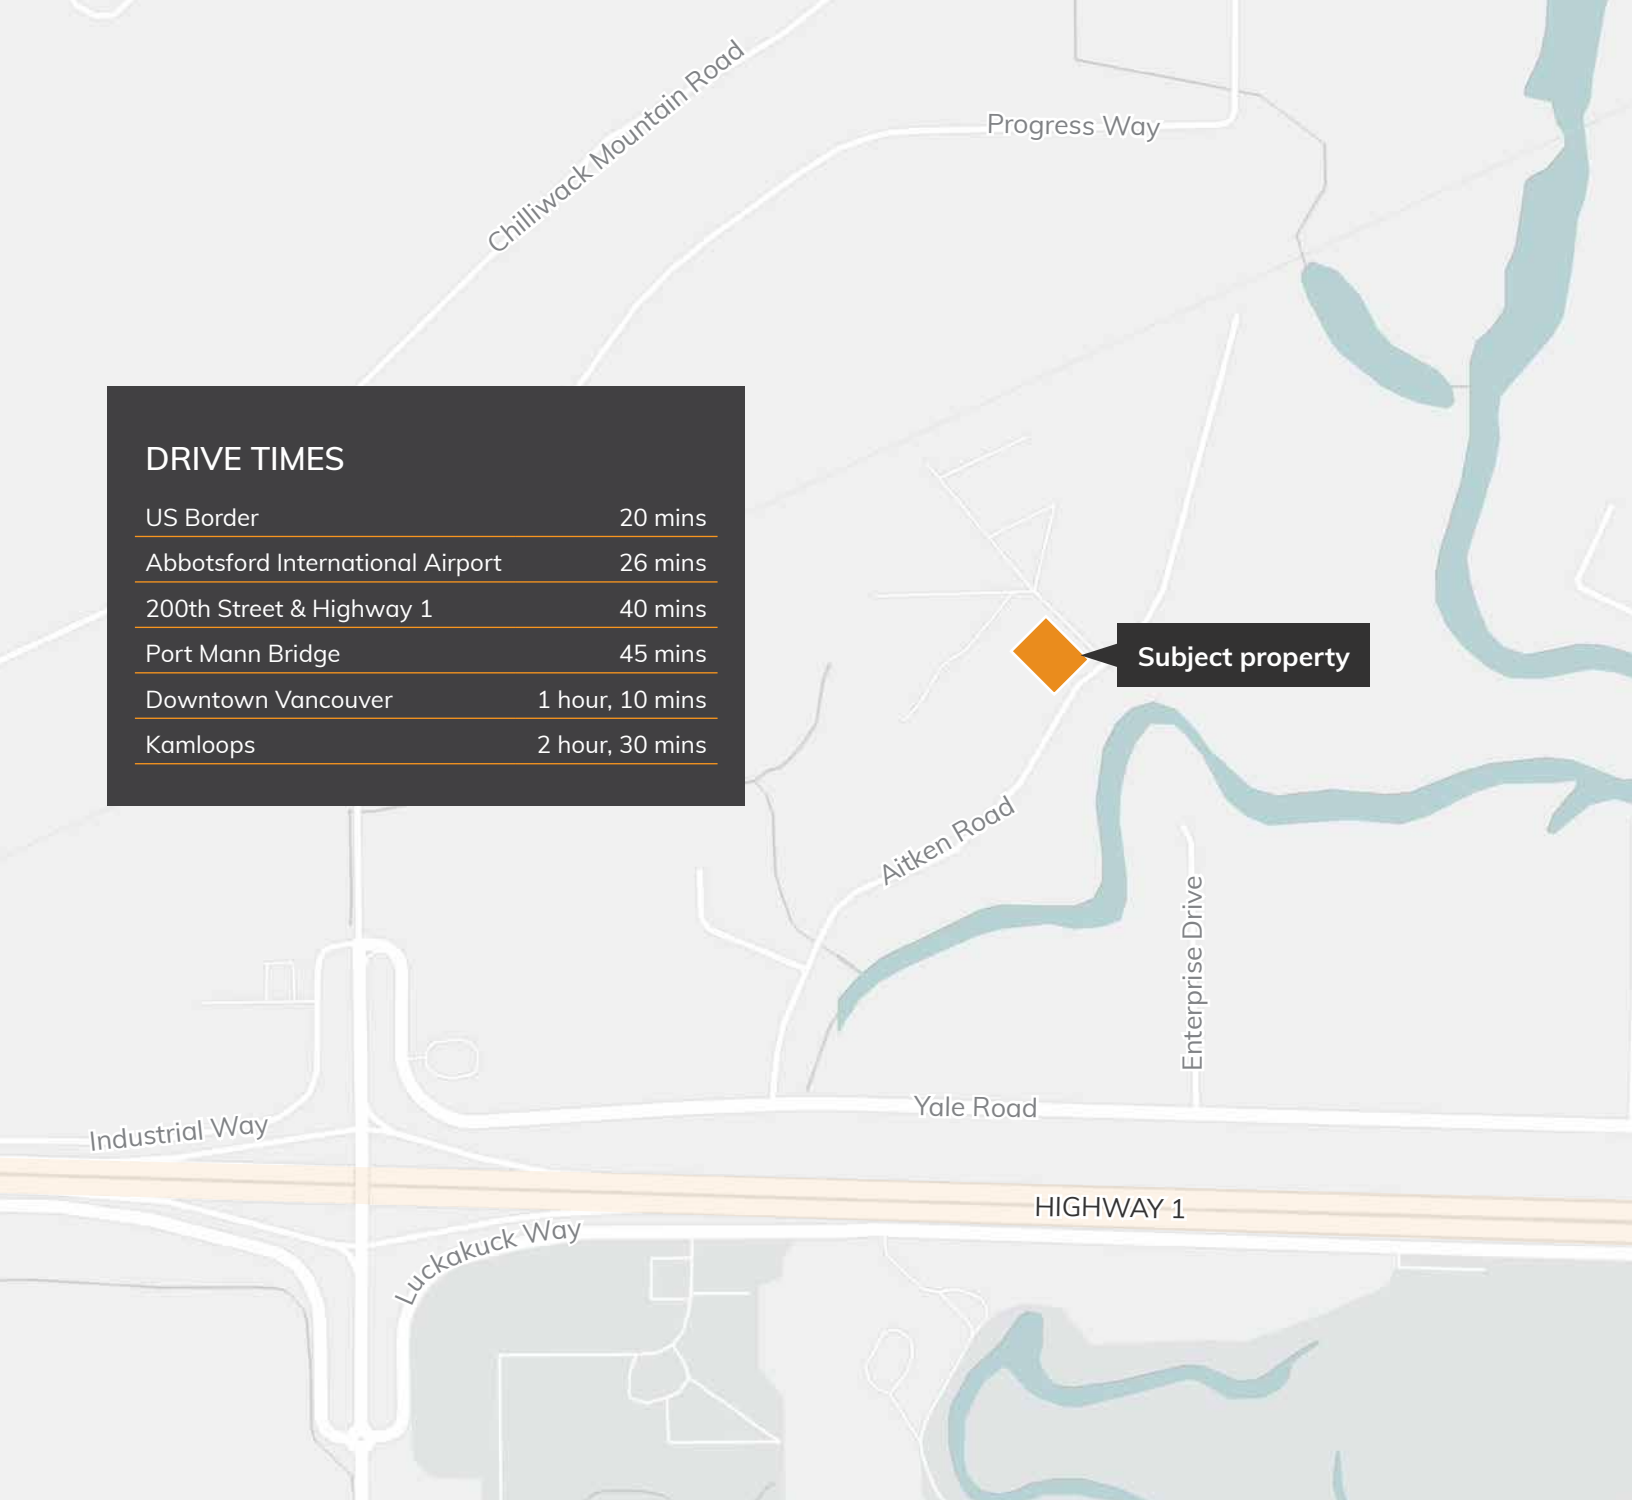 Chilliwack Mountain Road
Progress Way
DRIVE TIMES
US Border 20 mins
Abbotsford International Airport 26 mins
200th Street & Highway 1 40 mins
Port Mann Bridge 45 mins
Downtown Vancouver 1 hour, 10 mins
Kamloops 2 hour, 30 mins
Subject property
Aitken Road
Enterprise Drive
Yale Road
Industrial Way
HIGHWAY 1
Luckakuck Way